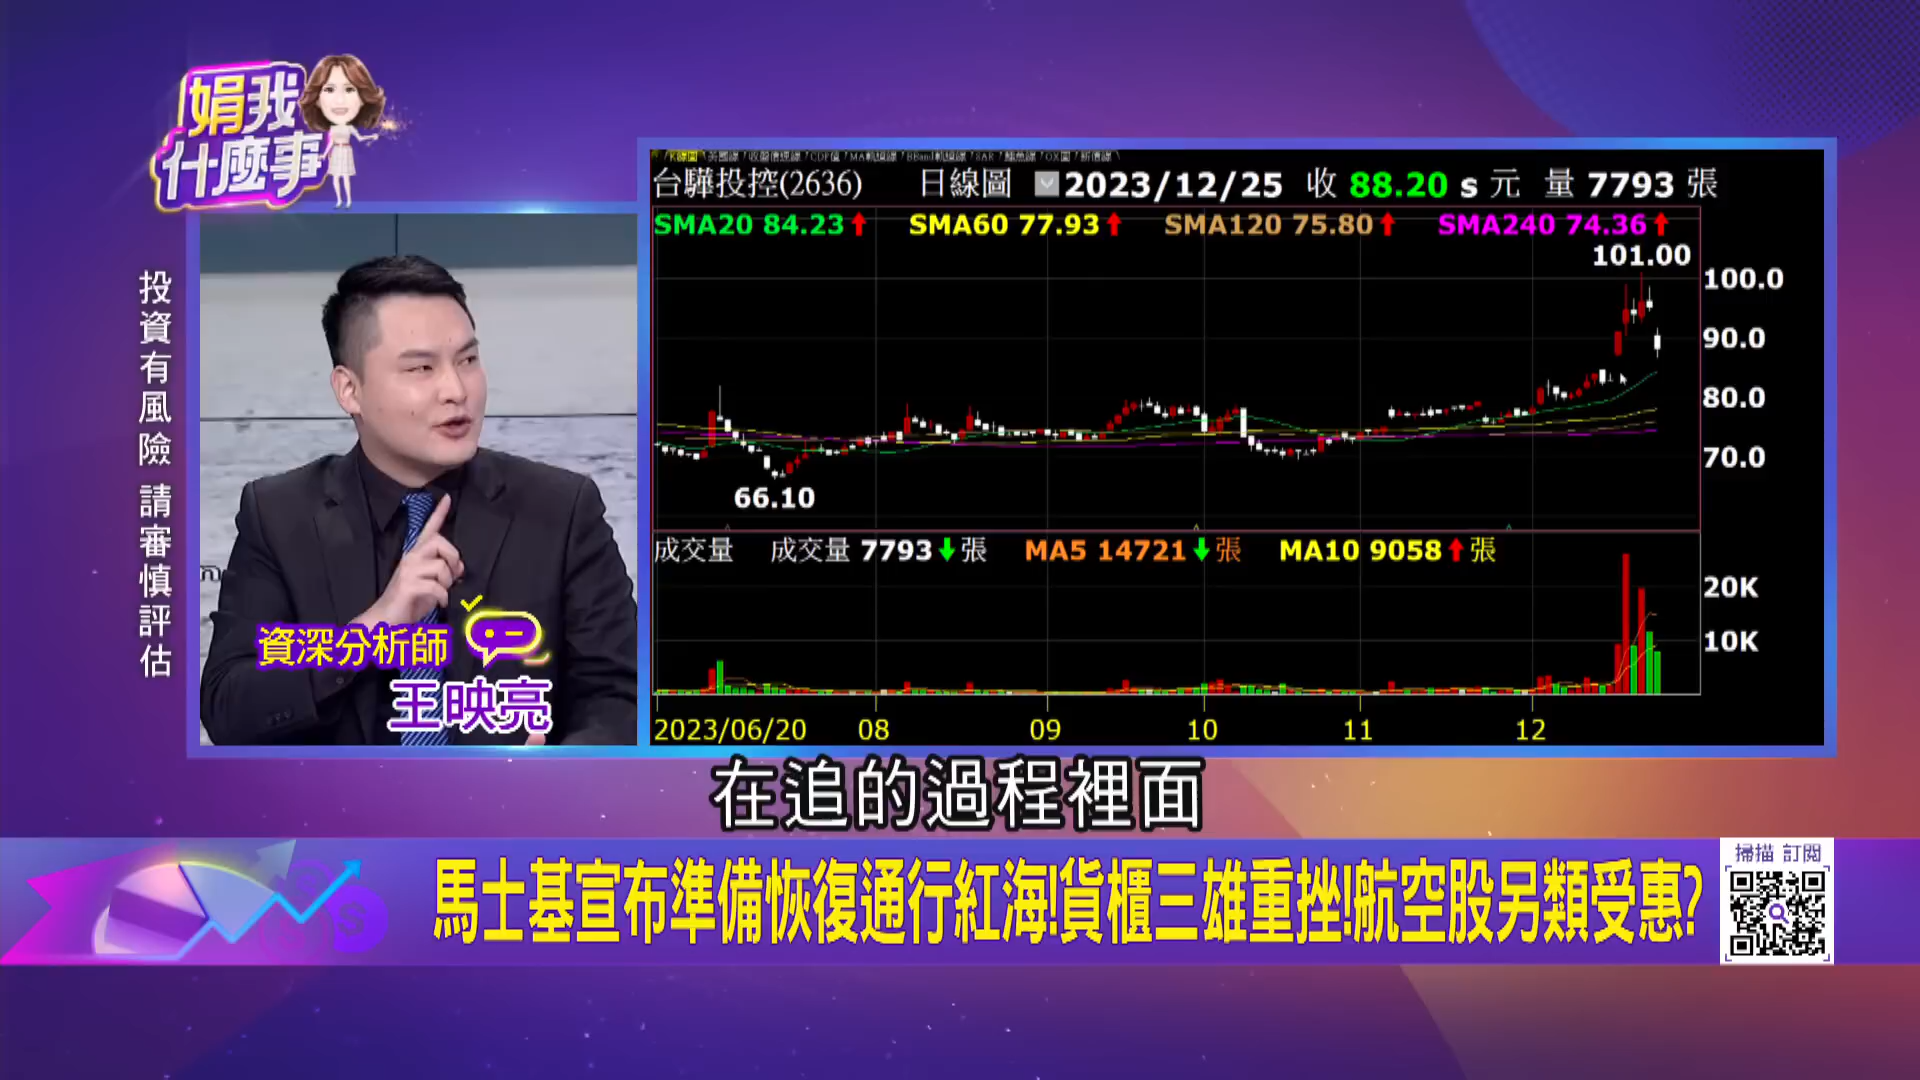 娟我
什麼事
投資有風險 請審慎評估
K線圖
台驊投控(2636) 日線圖 2023/12/25 收 88.20 s 元 量 7793 張
SMA20 84.23↑ SMA60 77.93↑ SMA120 75.80↑ SMA240 74.36↑
101.00
100.0
90.0
80.0
70.0
66.10
成交量 成交量 7793↓張 MA5 14721↓張 MA10 9058↑張
20K
10K
2023/06/20 08 09 10 11 12
資深分析師
王映亮
在追的過程裡面
馬士基宣布準備恢復通行紅海!貨櫃三雄重挫!航空股另類受惠?
掃描 訂閱